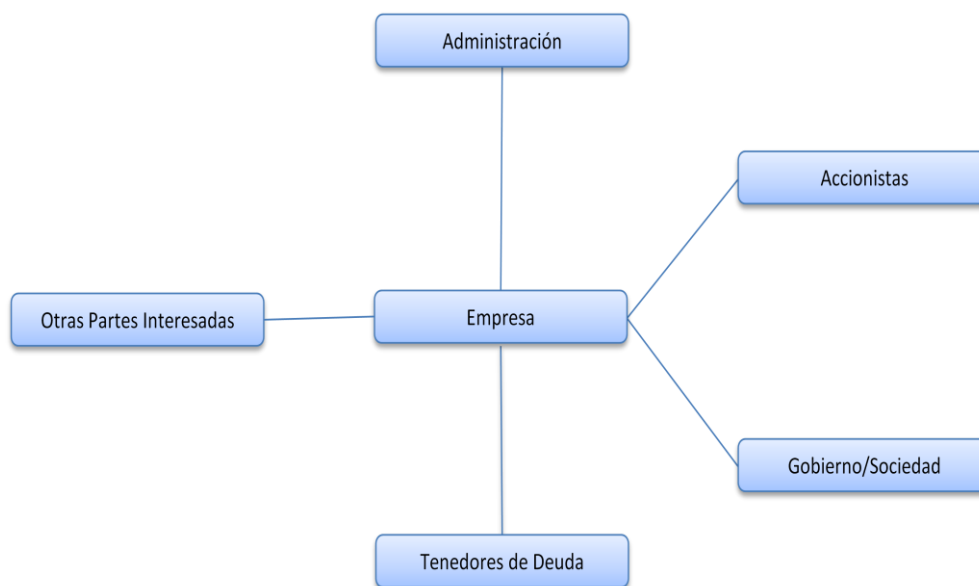 Administración
Accionistas
Otras Partes Interesadas
Empresa
Gobierno/Sociedad
Tenedores de Deuda